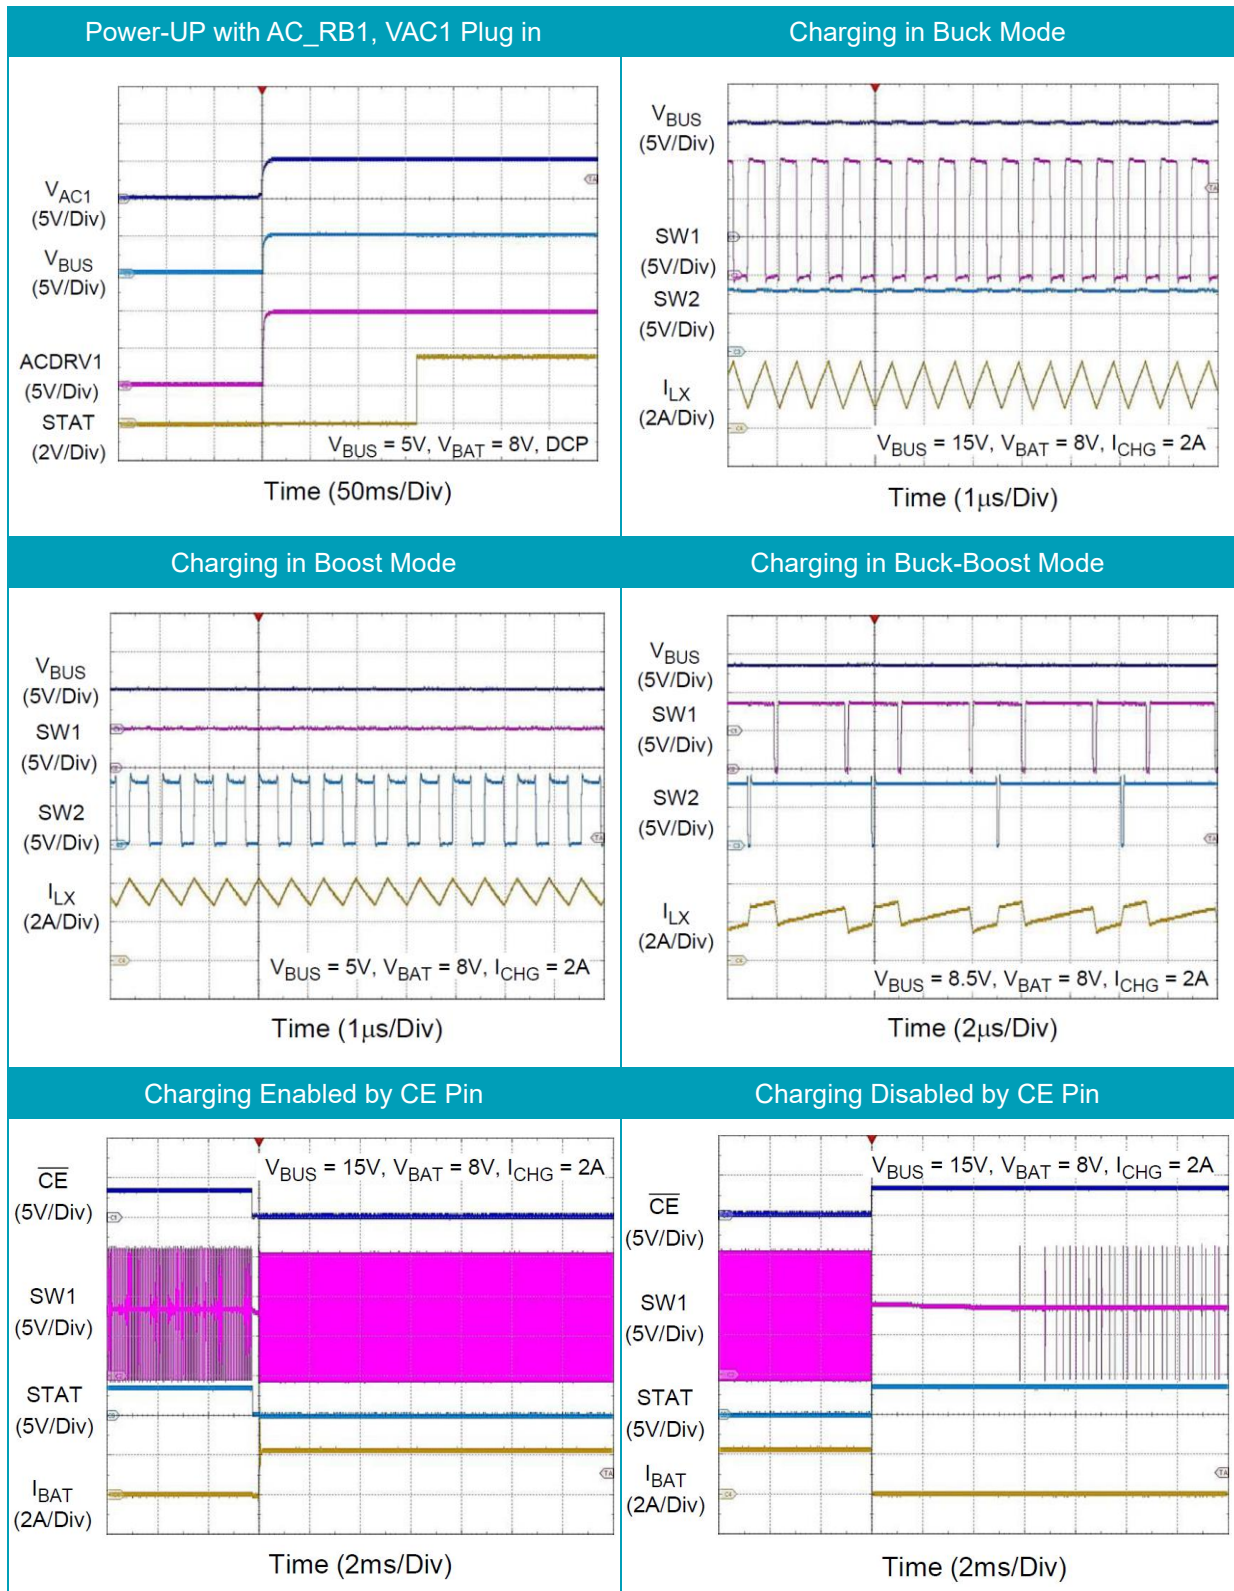 Power-UP with AC_RB1, VAC1 Plug in
VAC1
(5V/Div)
VBUS
(5V/Div)
ACDRV1
(5V/Div)
STAT
(2V/Div)
VBUS = 5V, VBAT = 8V, DCP
Time (50ms/Div)
Charging in Buck Mode
VBUS
(5V/Div)
SW1
(5V/Div)
SW2
(5V/Div)
ILX
(2A/Div)
VBUS = 15V, VBAT = 8V, ICHG = 2A
Time (1μs/Div)
Charging in Boost Mode
VBUS
(5V/Div)
SW1
(5V/Div)
SW2
(5V/Div)
ILX
(2A/Div)
VBUS = 5V, VBAT = 8V, ICHG = 2A
Time (1μs/Div)
Charging in Buck-Boost Mode
VBUS
(5V/Div)
SW1
(5V/Div)
SW2
(5V/Div)
ILX
(2A/Div)
VBUS = 8.5V, VBAT = 8V, ICHG = 2A
Time (2μs/Div)
Charging Enabled by CE Pin
VBUS = 15V, VBAT = 8V, ICHG = 2A
CE
(5V/Div)
SW1
(5V/Div)
STAT
(5V/Div)
IBAT
(2A/Div)
Time (2ms/Div)
Charging Disabled by CE Pin
VBUS = 15V, VBAT = 8V, ICHG = 2A
CE
(5V/Div)
SW1
(5V/Div)
STAT
(5V/Div)
IBAT
(2A/Div)
Time (2ms/Div)